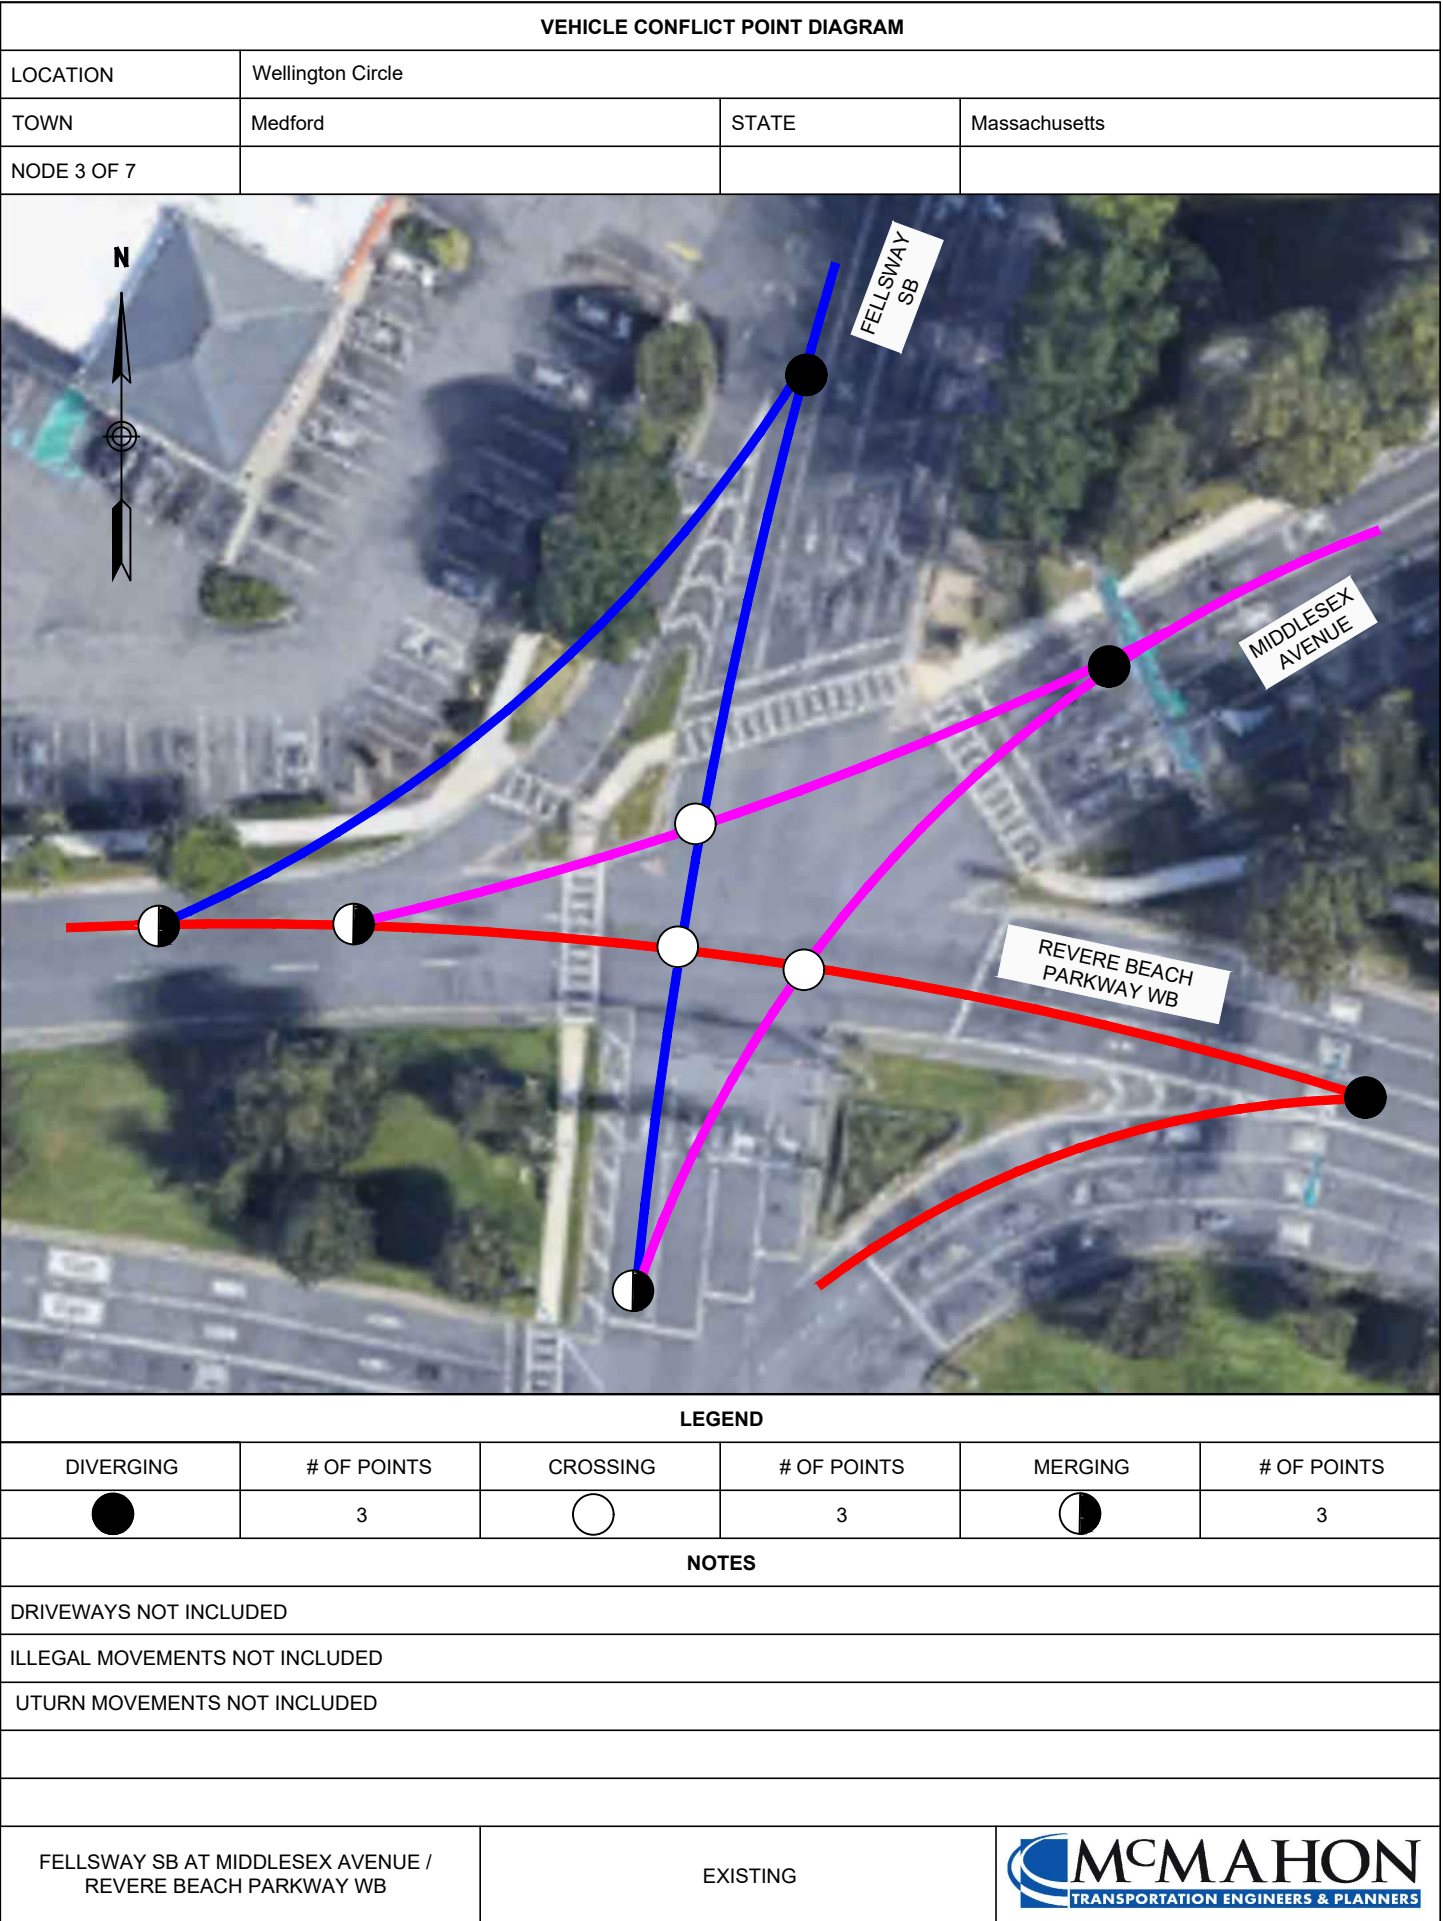 VEHICLE CONFLICT POINT DIAGRAM
LOCATION
Wellington Circle
TOWN
Medford
STATE
Massachusetts
NODE 3 OF 7
N
FELLSWAY
SB
MIDDLESEX
AVENUE
REVERE BEACH
PARKWAY WB
LEGEND
DIVERGING
# OF POINTS
CROSSING
# OF POINTS
MERGING
# OF POINTS
3
3
3
NOTES
DRIVEWAYS NOT INCLUDED
ILLEGAL MOVEMENTS NOT INCLUDED
UTURN MOVEMENTS NOT INCLUDED
FELLSWAY SB AT MIDDLESEX AVENUE /
REVERE BEACH PARKWAY WB
EXISTING
MCMAHON
TRANSPORTATION ENGINEERS & PLANNERS